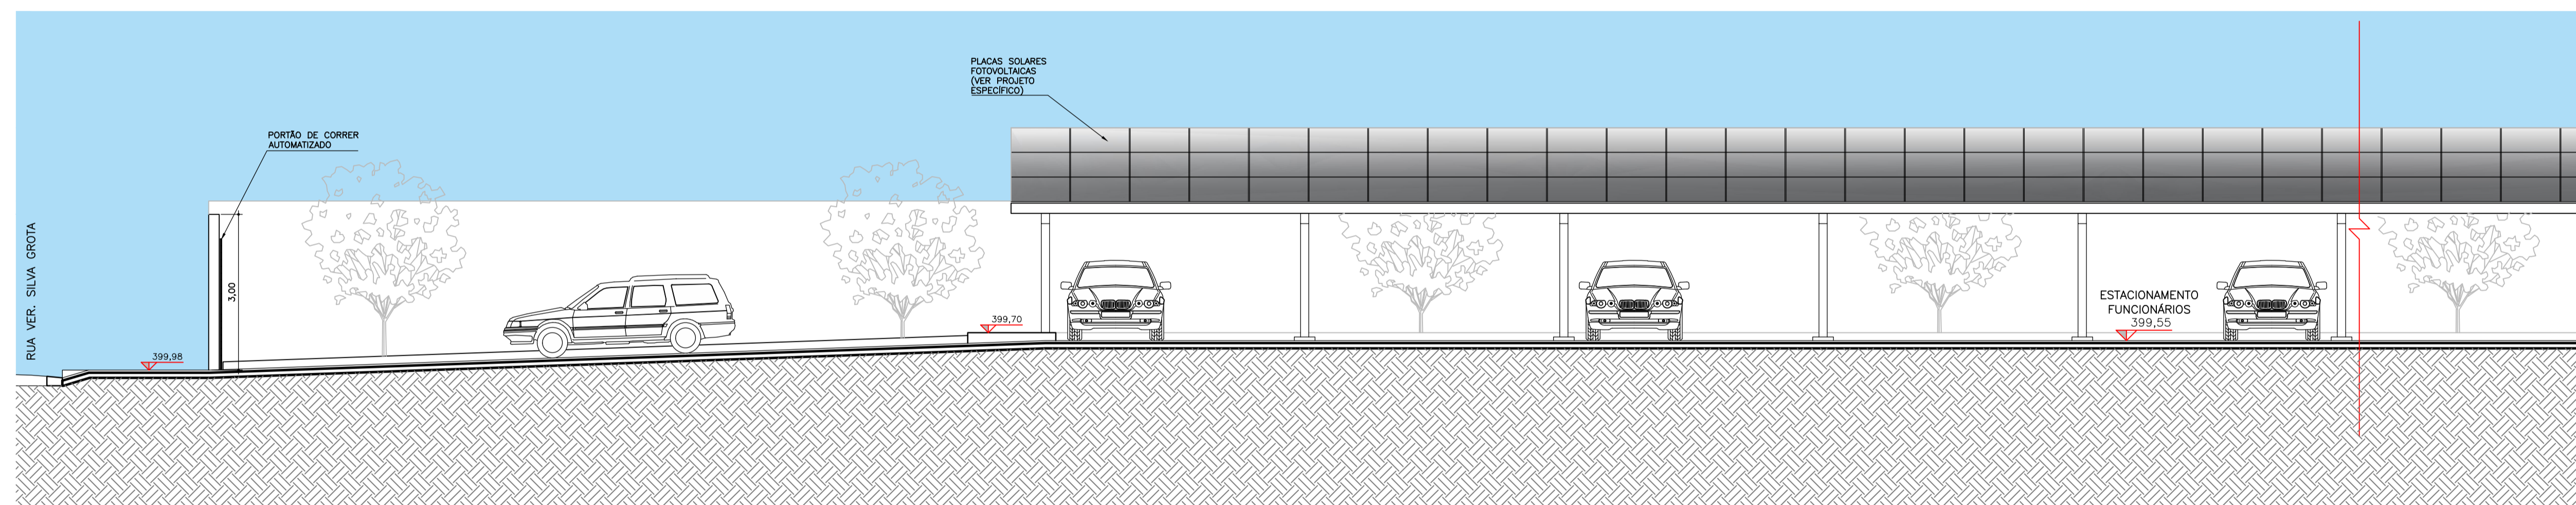 RUA VER. SILVA GROTA
399,98
PORTÃO DE CORRER
AUTOMATIZADO
3,00
PLACAS SOLARES
FOTOVOLTAICAS
(VER PROJETO
ESPECÍFICO)
399,70
ESTACIONAMENTO
FUNCIONÁRIOS
399,55